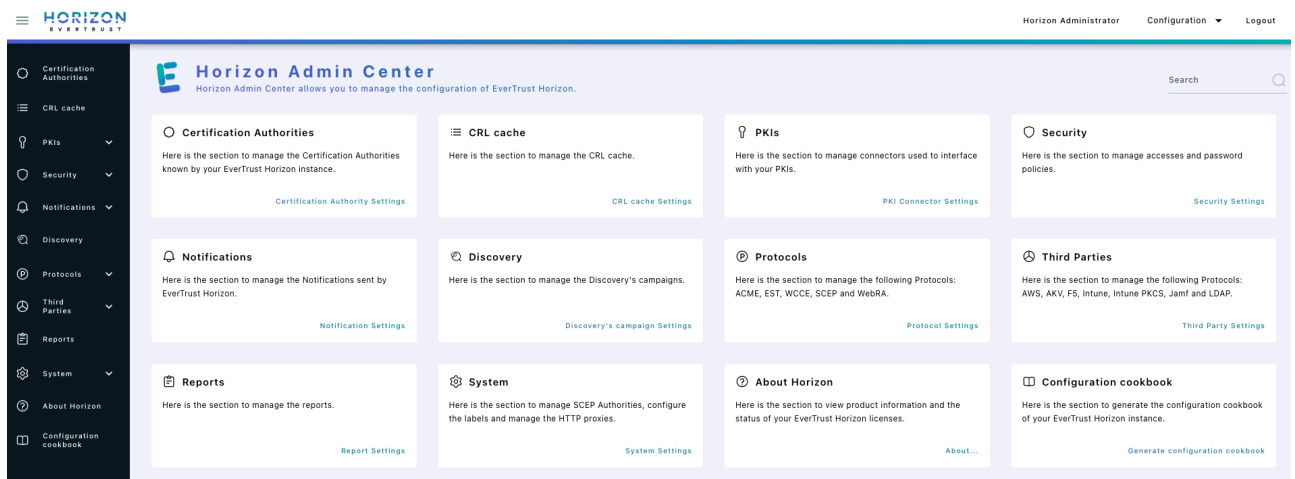 HORIZON
EVERTRUST
Horizon Administrator
Configuration
Logout
Certification
Authorities
CRL cache
PKIs
Security
Notifications
Discovery
Protocols
Third
Parties
Reports
System
About Horizon
Configuration
cookbook
Horizon Admin Center
Horizon Admin Center allows you to manage the configuration of EverTrust Horizon.
Search
Certification Authorities
Here is the section to manage the Certification Authorities
known by your EverTrust Horizon instance.
Certification Authority Settings
CRL cache
Here is the section to manage the CRL cache.
CRL cache Settings
PKIs
Here is the section to manage connectors used to interface
with your PKIs.
PKI Connector Settings
Security
Here is the section to manage accesses and password
policies.
Security Settings
Notifications
Here is the section to manage the Notifications sent by
EverTrust Horizon.
Notification Settings
Discovery
Here is the section to manage the Discovery's campaigns.
Discovery's campaign Settings
Protocols
Here is the section to manage the following Protocols:
ACME, EST, WCCE, SCEP and WebRA.
Protocol Settings
Third Parties
Here is the section to manage the following Protocols:
AWS, AKV, F5, Intune, Intune PKCS, Jamf and LDAP.
Third Party Settings
Reports
Here is the section to manage the reports.
Report Settings
System
Here is the section to manage SCEP Authorities, configure
the labels and manage the HTTP proxies.
System Settings
About Horizon
Here is the section to view product information and the
status of your EverTrust Horizon licenses.
About...
Configuration cookbook
Here is the section to generate the configuration cookbook
of your EverTrust Horizon instance.
Generate configuration cookbook